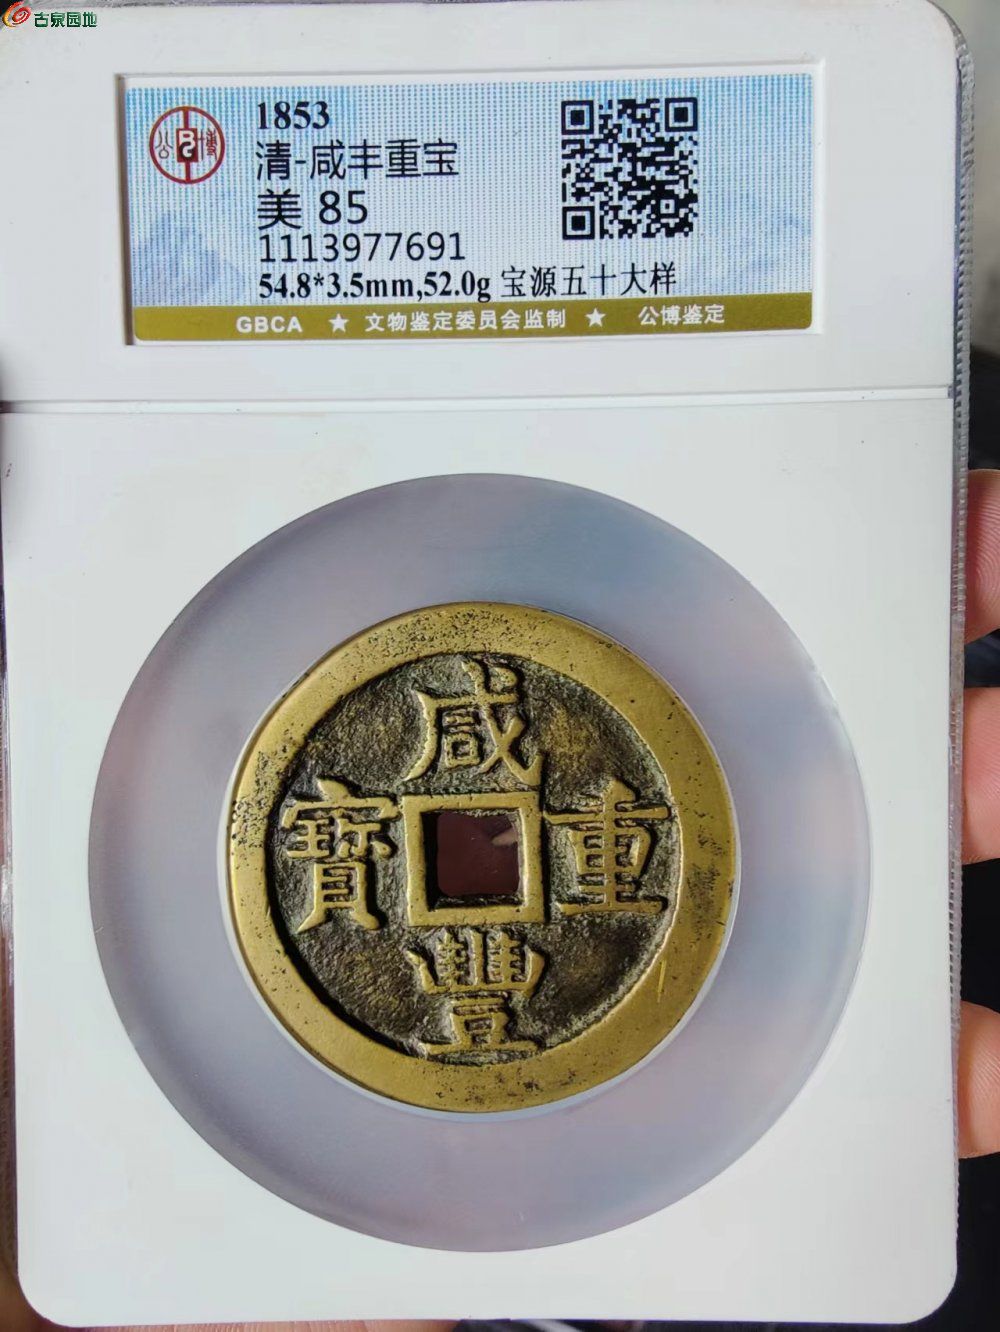 古泉园地
1853
清-咸丰重宝
美 85
1113977691
54.8*3.5mm,52.0g 宝源五十大样
公博
GBCA ★ 文物鉴定委员会监制 ★ 公博鉴定
咸
寶 重
豐